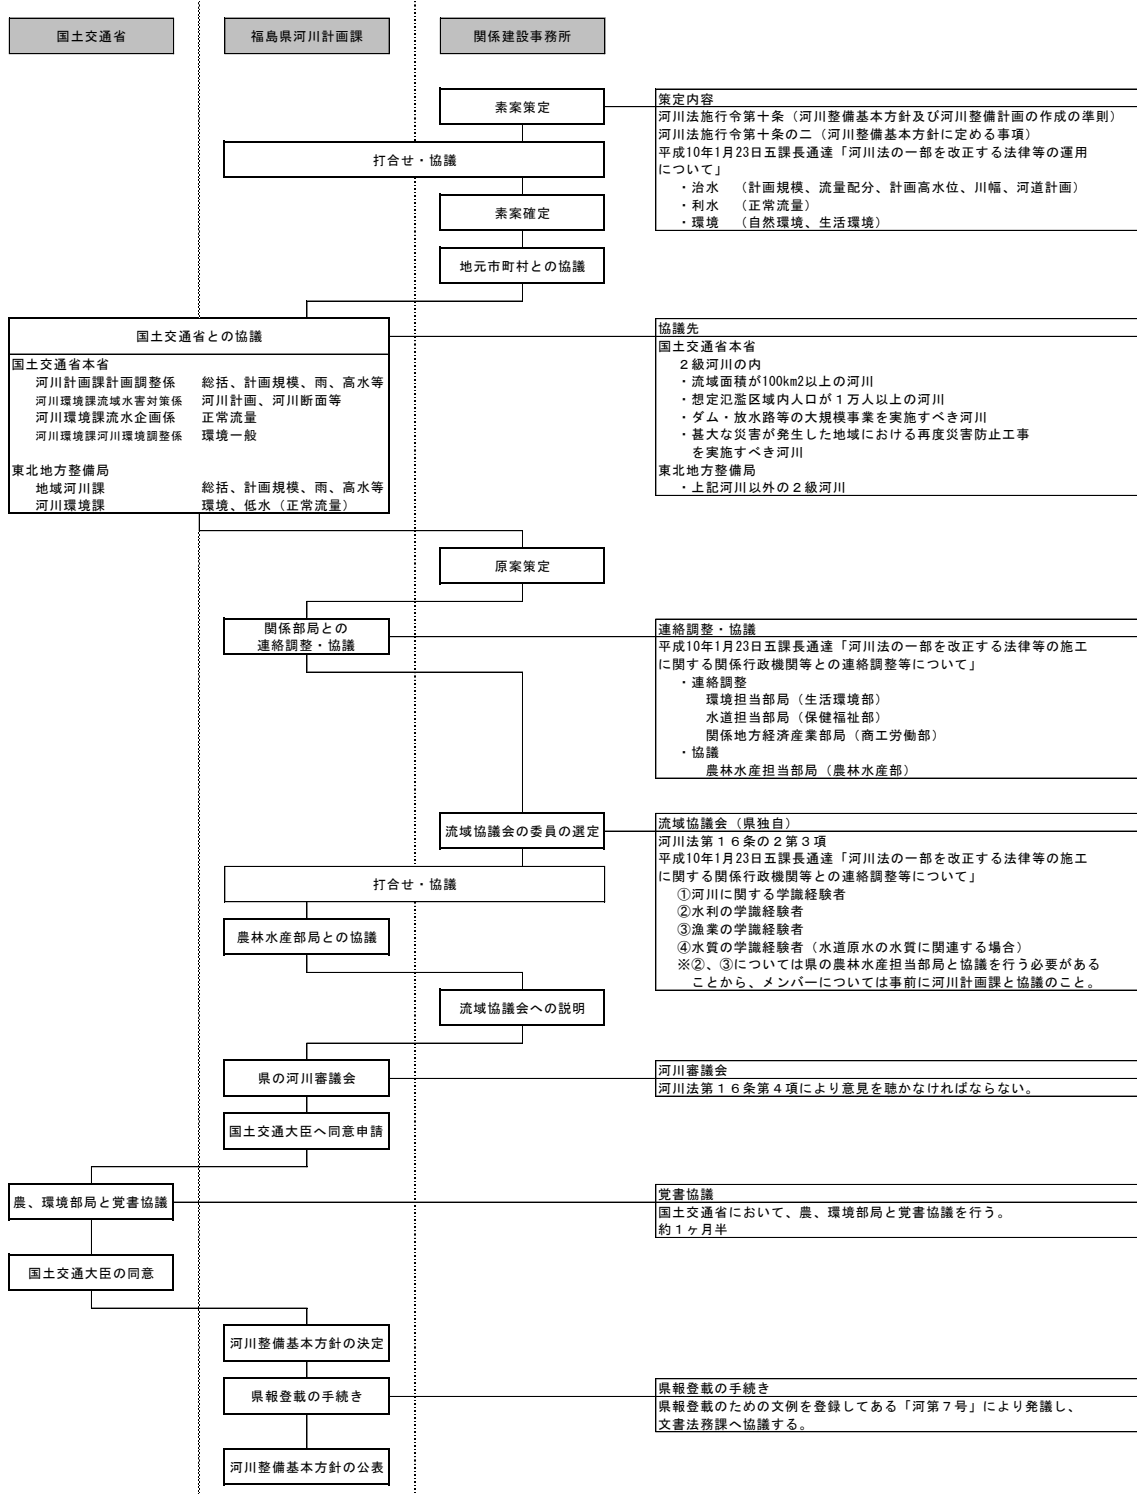 国土交通省
福島県河川計画課
関係建設事務所
素案策定
策定内容
河川法施行令第十条（河川整備基本方針及び河川整備計画の作成の準則）
河川法施行令第十条の二（河川整備基本方針に定める事項）
平成10年1月23日五課長通達「河川法の一部を改正する法律等の運用
について」
・治水　（計画規模、流量配分、計画高水位、川幅、河道計画）
・利水　（正常流量）
・環境　（自然環境、生活環境）
打合せ・協議
素案確定
地元市町村との協議
国土交通省との協議
国土交通省本省
河川計画課計画調整係　総括、計画規模、雨、高水等
河川環境課流域水害対策係　河川計画、河川断面等
河川環境課流水企画係　正常流量
河川環境課河川環境調整係　環境一般
東北地方整備局
地域河川課　総括、計画規模、雨、高水等
河川環境課　環境、低水（正常流量）
協議先
国土交通省本省
２級河川の内
・流域面積が100km2以上の河川
・想定氾濫区域内人口が１万人以上の河川
・ダム・放水路等の大規模事業を実施すべき河川
・甚大な災害が発生した地域における再度災害防止工事
を実施すべき河川
東北地方整備局
・上記河川以外の２級河川
原案策定
関係部局との
連絡調整・協議
連絡調整・協議
平成10年1月23日五課長通達「河川法の一部を改正する法律等の施工
に関する関係行政機関等との連絡調整等について」
・連絡調整
環境担当部局（生活環境部）
水道担当部局（保健福祉部）
関係地方経済産業部局（商工労働部）
・協議
農林水産担当部局（農林水産部）
流域協議会の委員の選定
流域協議会（県独自）
河川法第１６条の２第３項
平成10年1月23日五課長通達「河川法の一部を改正する法律等の施工
に関する関係行政機関等との連絡調整等について」
①河川に関する学識経験者
②水利の学識経験者
③漁業の学識経験者
④水質の学識経験者（水道原水の水質に関連する場合）
※②、③については県の農林水産担当部局と協議を行う必要がある
ことから、メンバーについては事前に河川計画課と協議のこと。
打合せ・協議
農林水産部局との協議
流域協議会への説明
県の河川審議会
河川審議会
河川法第１６条第４項により意見を聴かなければならない。
国土交通大臣へ同意申請
農、環境部局と覚書協議
覚書協議
国土交通省において、農、環境部局と覚書協議を行う。
約１ヶ月半
国土交通大臣の同意
河川整備基本方針の決定
県報登載の手続き
県報登載の手続き
県報登載のための文例を登録してある「河第７号」により発議し、
文書法務課へ協議する。
河川整備基本方針の公表